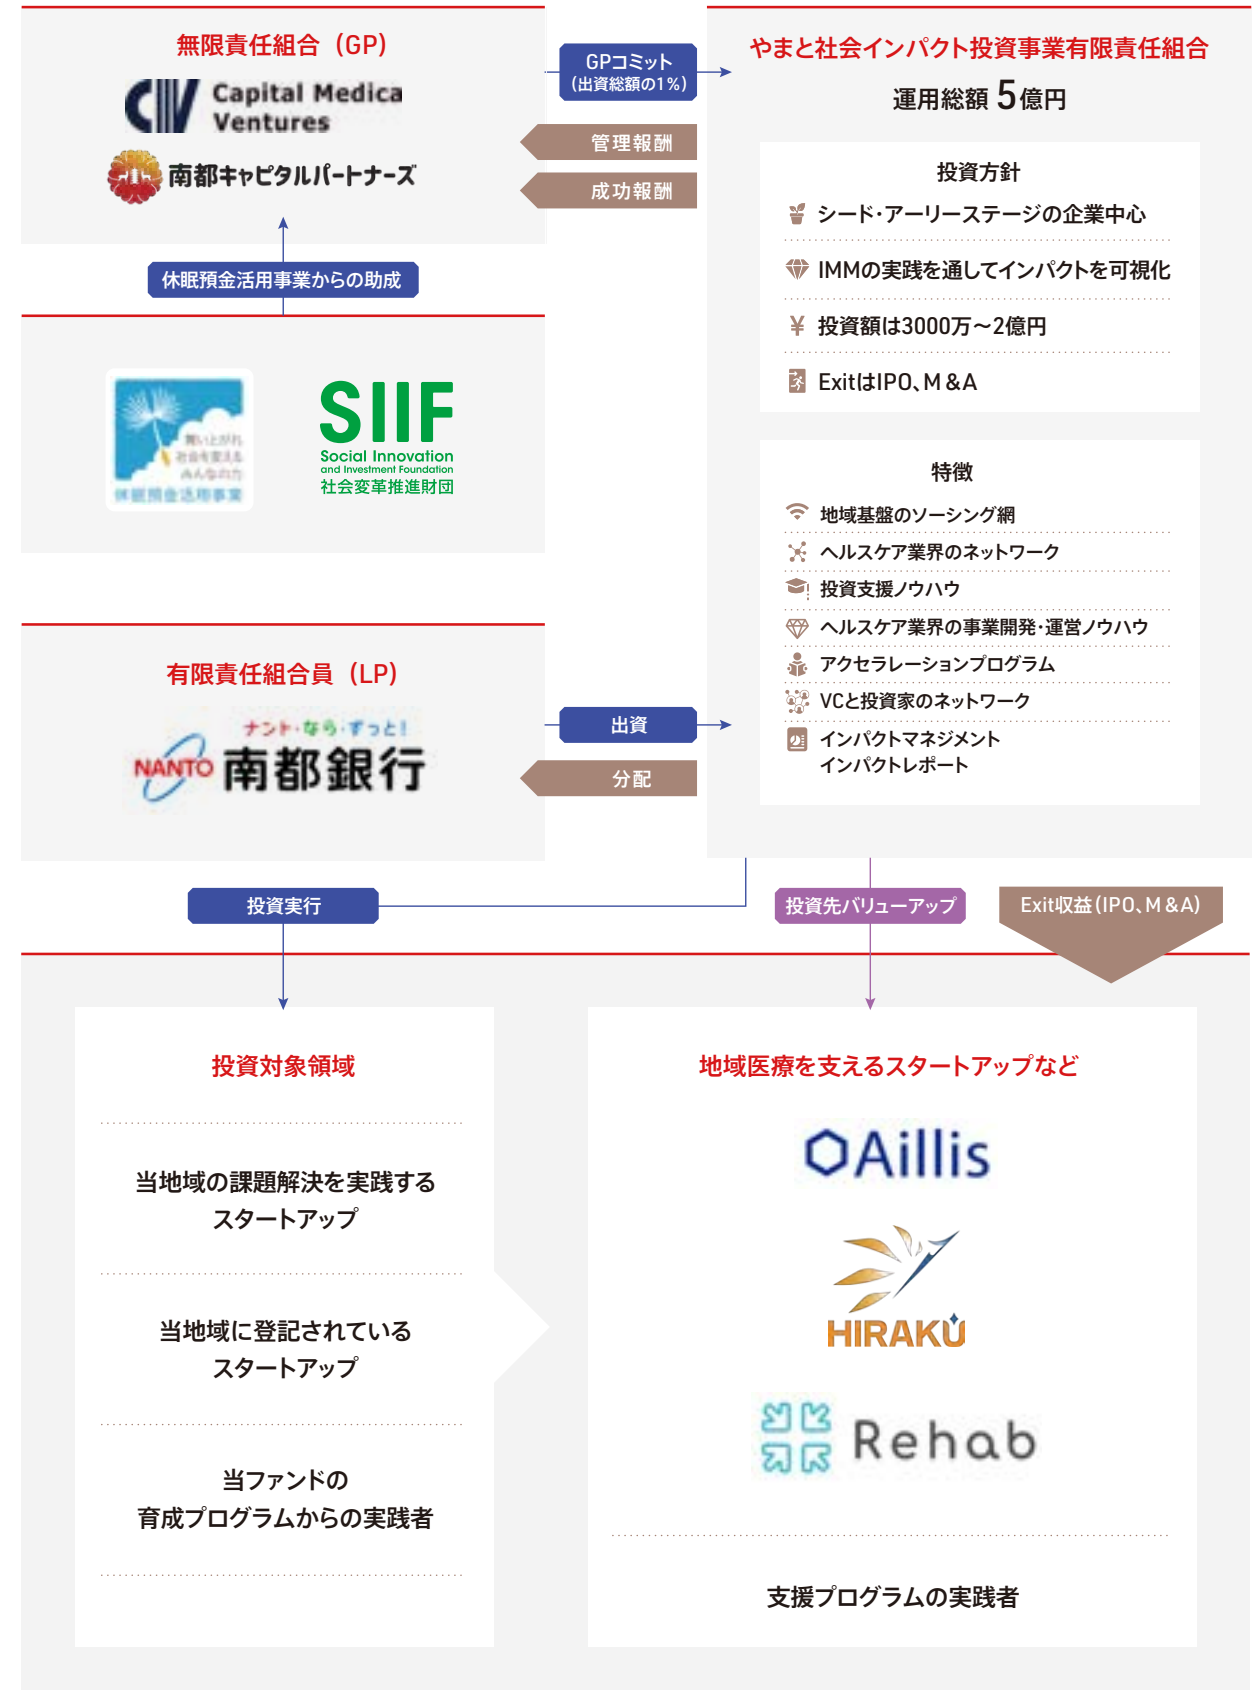 無限責任組合（GP）
Capital Medica
Ventures
南都キャピタルパートナーズ
GPコミット
（出資総額の1%）
管理報酬
成功報酬
休眠預金活用事業からの助成
舞い上がれ
社会を変える
みんなの力
休眠預金活用事業
SIIF
Social Innovation
and Investment Foundation
社会変革推進財団
有限責任組合員（LP）
ナント・なら・ずっと!
NANTO 南都銀行
出資
分配
やまと社会インパクト投資事業有限責任組合
運用総額 5億円
投資方針
シード・アーリーステージの企業中心
IMMの実践を通してインパクトを可視化
¥ 投資額は3000万～2億円
ExitはIPO、M&A
特徴
地域基盤のソーシング網
ヘルスケア業界のネットワーク
投資支援ノウハウ
ヘルスケア業界の事業開発・運営ノウハウ
アクセラレーションプログラム
VCと投資家のネットワーク
インパクトマネジメント
インパクトレポート
投資実行
投資先バリューアップ
Exit収益（IPO、M&A）
投資対象領域
当地域の課題解決を実践する
スタートアップ
当地域に登記されている
スタートアップ
当ファンドの
育成プログラムからの実践者
地域医療を支えるスタートアップなど
Aillis
HIRAKU
Rehab
支援プログラムの実践者